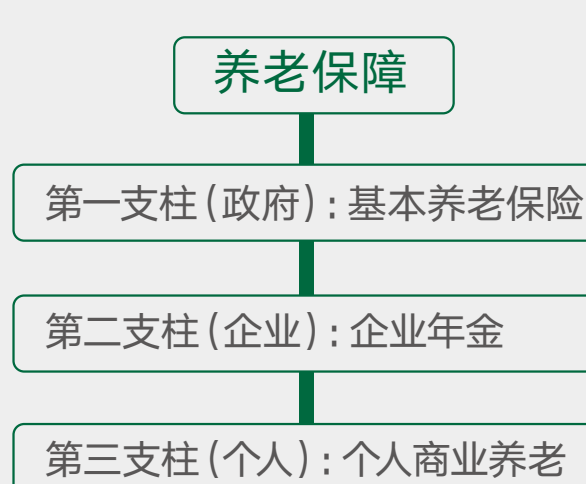 养老保障
第一支柱(政府):基本养老保险
第二支柱(企业):企业年金
第三支柱(个人):个人商业养老